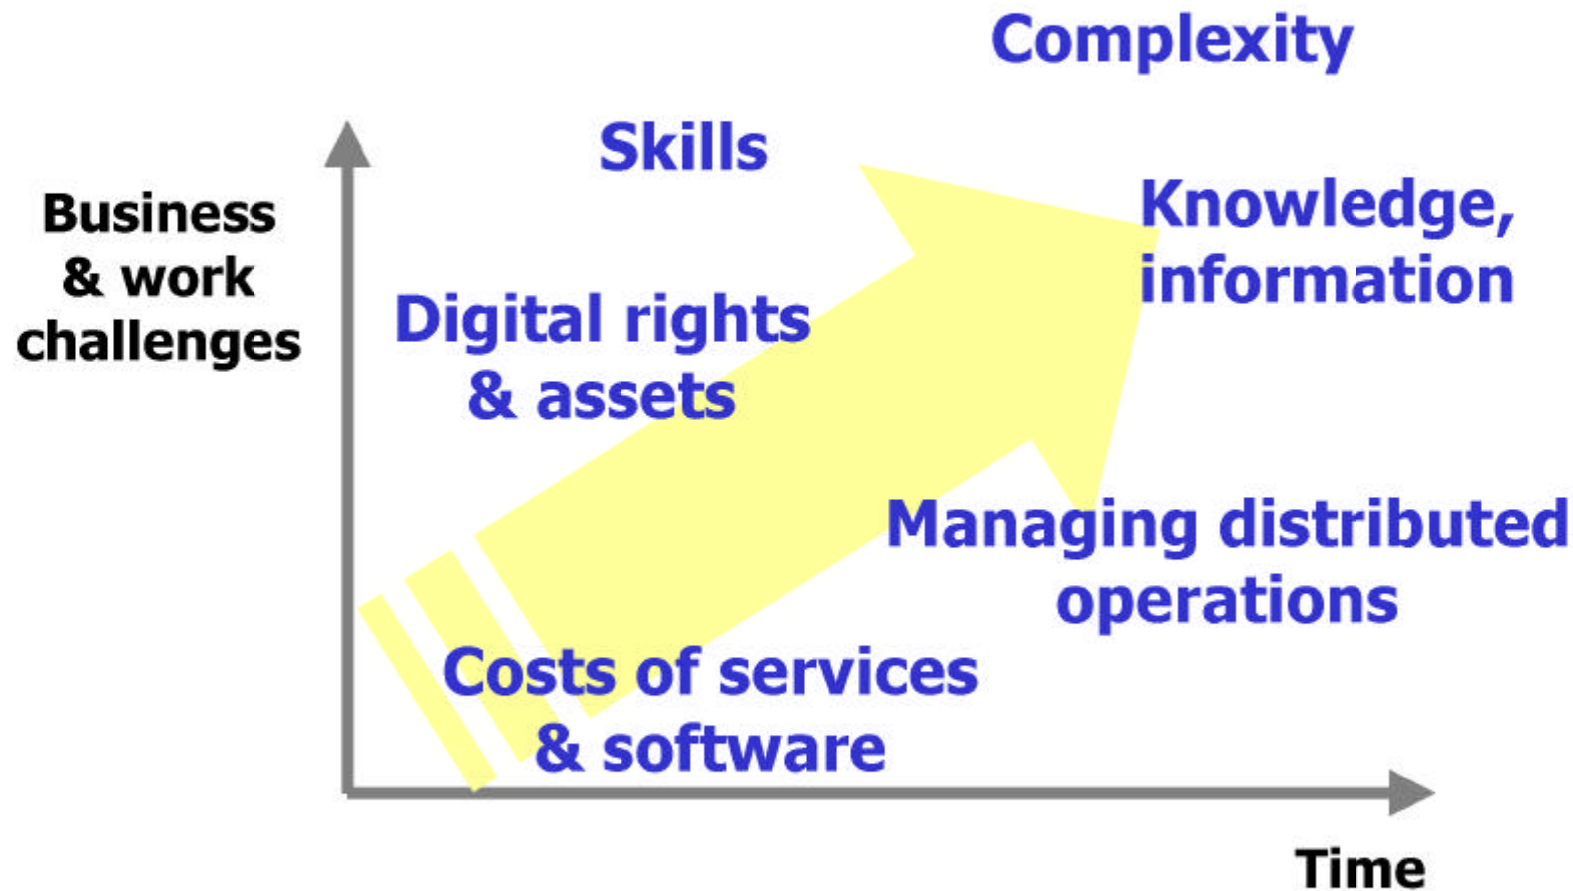 Complexity
Skills
Business
& work
challenges
Knowledge,
information
Digital rights
& assets
Managing distributed
operations
Costs of services
& software
Time